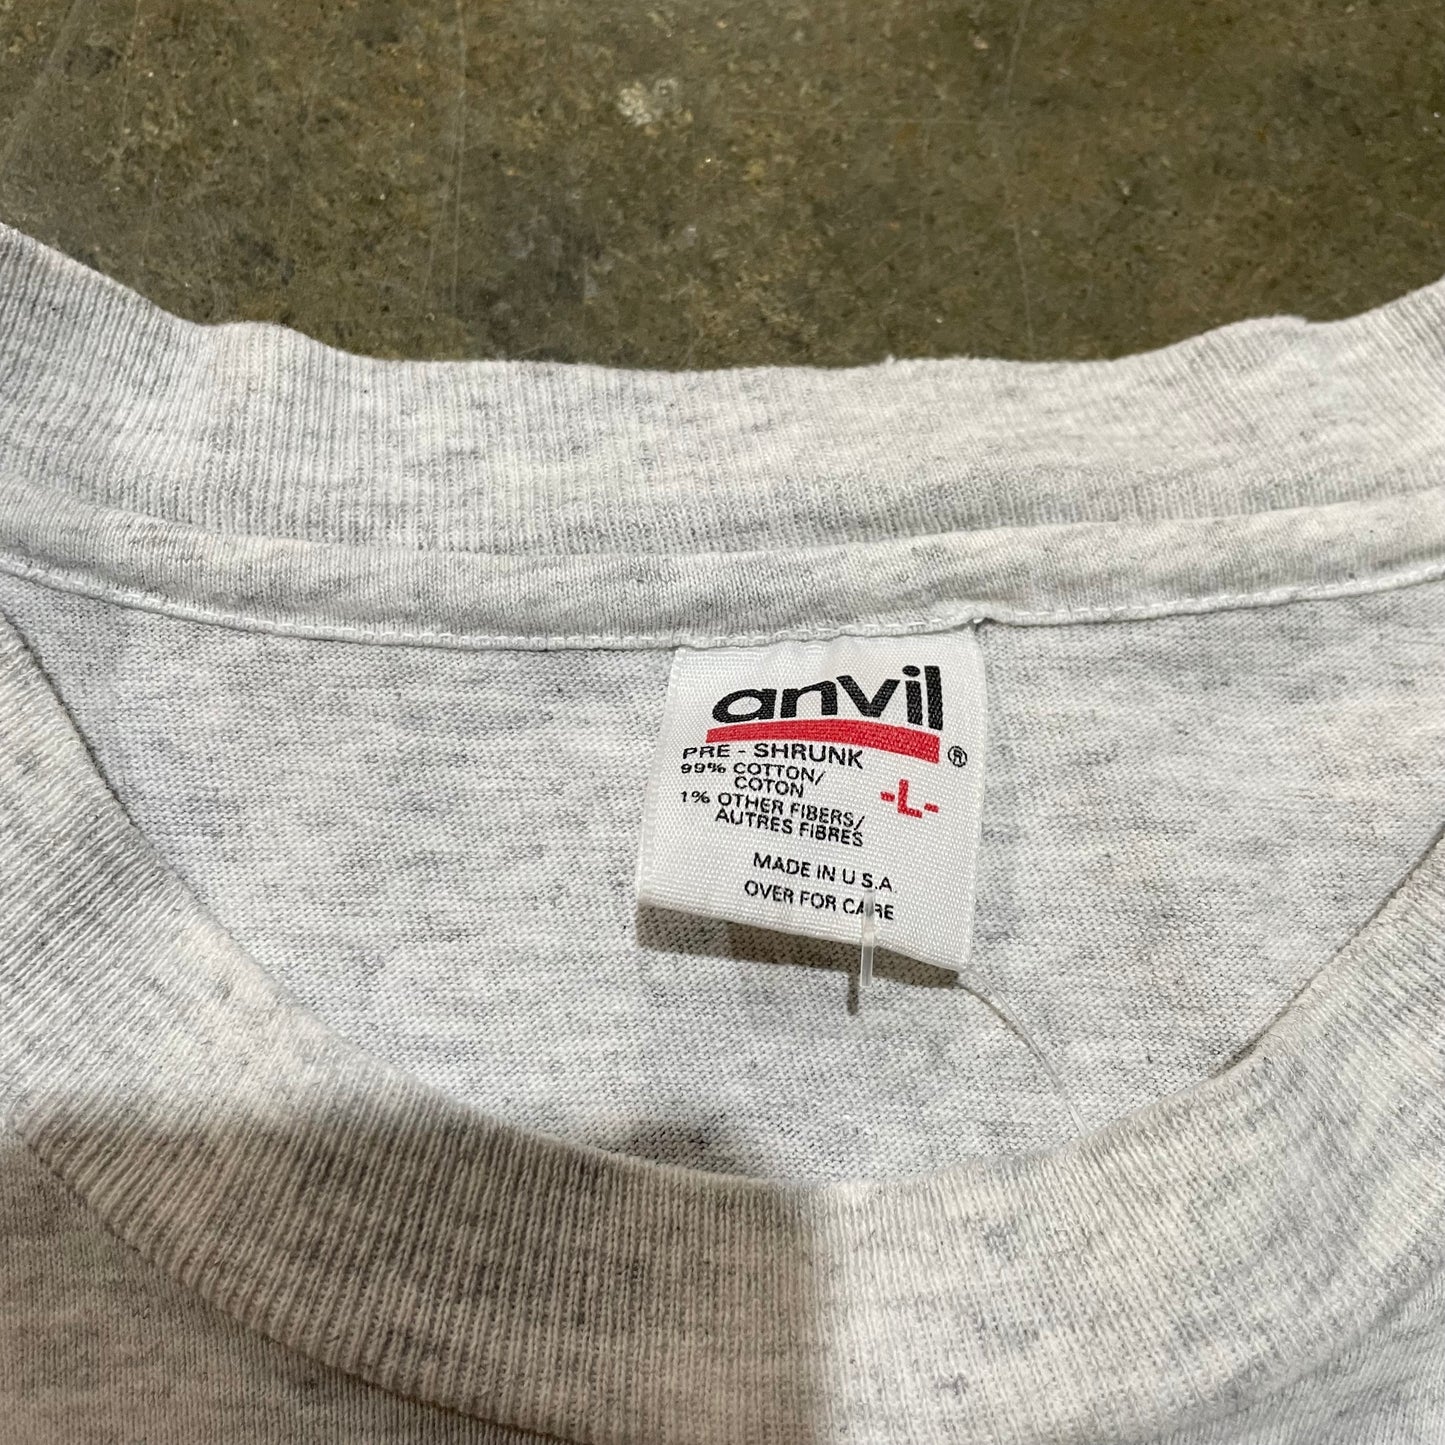 anvil®
PRE - SHRUNK
99% COTTON/
COTON
1% OTHER FIBERS/
AUTRES FIBRES
-L-
MADE IN U.S.A.
OVER FOR CARE